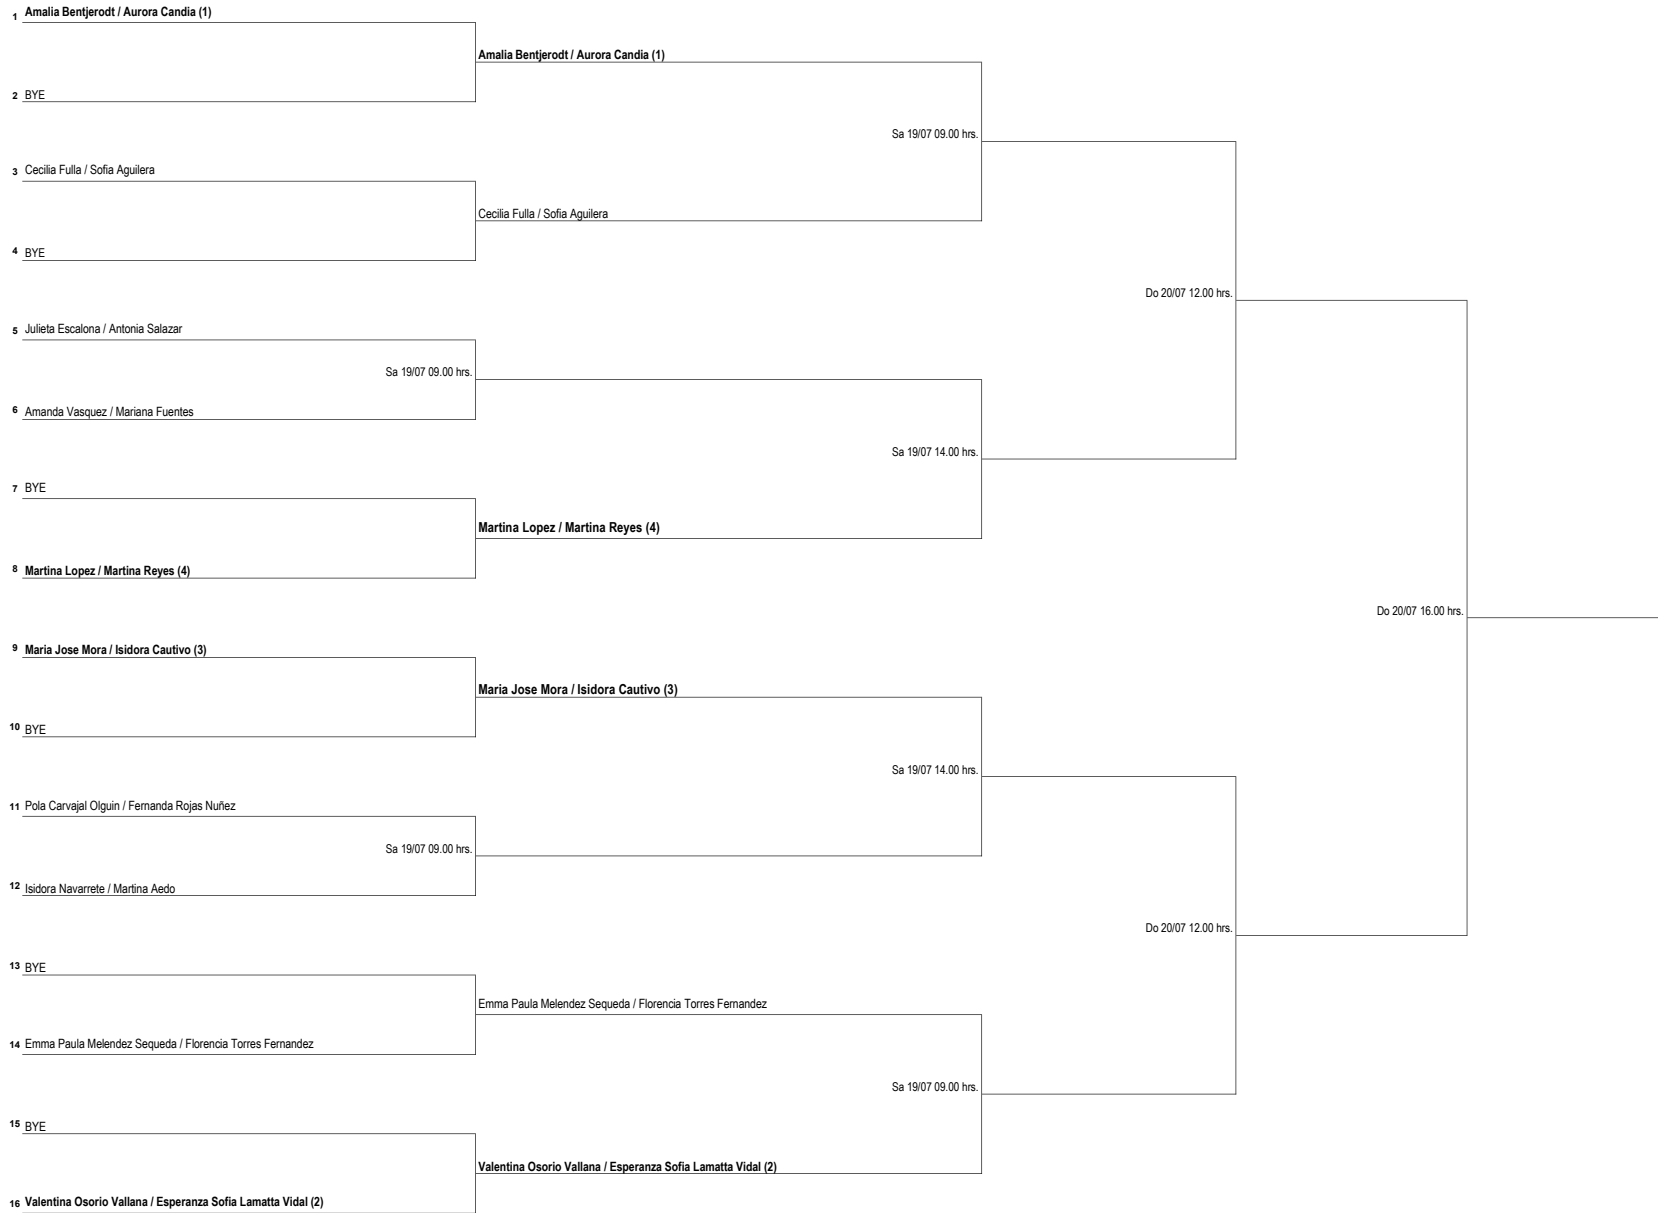 1 Amalia Bentjerodt / Aurora Candia (1)
Amalia Bentjerodt / Aurora Candia (1)
2 BYE
Sa 19/07 09.00 hrs.
3 Cecilia Fulla / Sofia Aguilera
Cecilia Fulla / Sofia Aguilera
4 BYE
Do 20/07 12.00 hrs.
5 Julieta Escalona / Antonia Salazar
Sa 19/07 09.00 hrs.
6 Amanda Vasquez / Mariana Fuentes
Sa 19/07 14.00 hrs.
7 BYE
Martina Lopez / Martina Reyes (4)
8 Martina Lopez / Martina Reyes (4)
Do 20/07 16.00 hrs.
9 Maria Jose Mora / Isidora Cautivo (3)
Maria Jose Mora / Isidora Cautivo (3)
10 BYE
Sa 19/07 14.00 hrs.
11 Pola Carvajal Olguin / Fernanda Rojas Nuñez
Sa 19/07 09.00 hrs.
12 Isidora Navarrete / Martina Aedo
Do 20/07 12.00 hrs.
13 BYE
Emma Paula Melendez Sequeda / Florencia Torres Fernandez
14 Emma Paula Melendez Sequeda / Florencia Torres Fernandez
Sa 19/07 09.00 hrs.
15 BYE
Valentina Osorio Vallana / Esperanza Sofia Lamatta Vidal (2)
16 Valentina Osorio Vallana / Esperanza Sofia Lamatta Vidal (2)